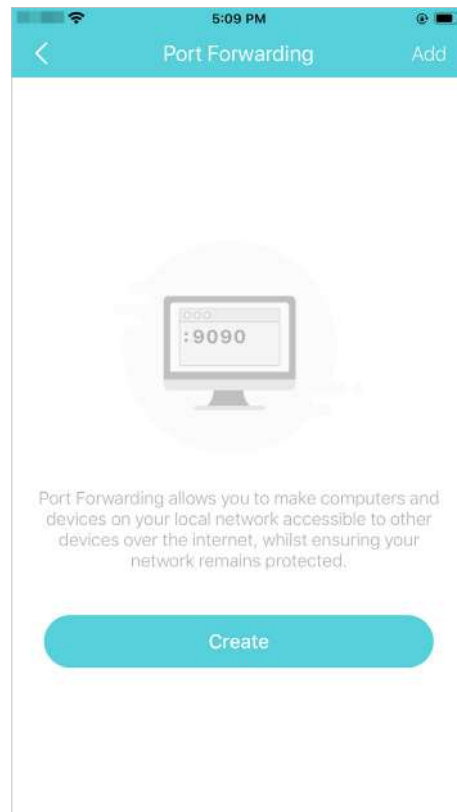 5:09 PM
Port Forwarding
Add
:9090
Port Forwarding allows you to make computers and
devices on your local network accessible to other
devices over the internet, whilst ensuring your
network remains protected.
Create